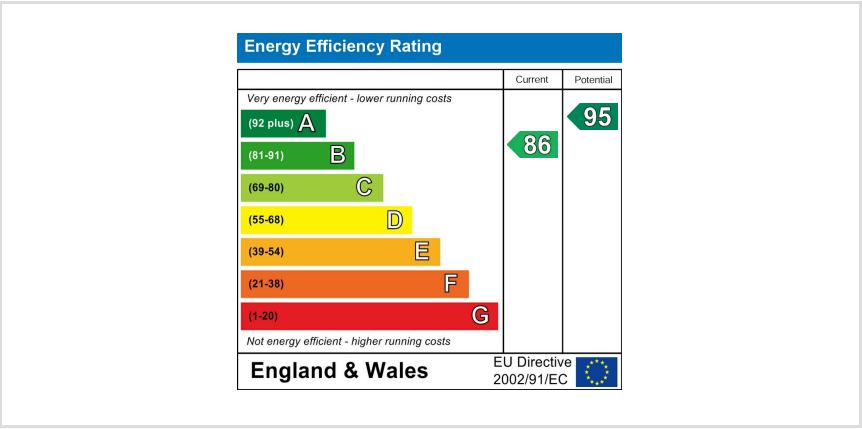 Energy Efficiency Rating
Current Potential
Very energy efficient - lower running costs
(92 plus) A
95
(81-91) B
86
(69-80) C
(55-68) D
(39-54) E
(21-38) F
(1-20) G
Not energy efficient - higher running costs
England & Wales
EU Directive
2002/91/EC